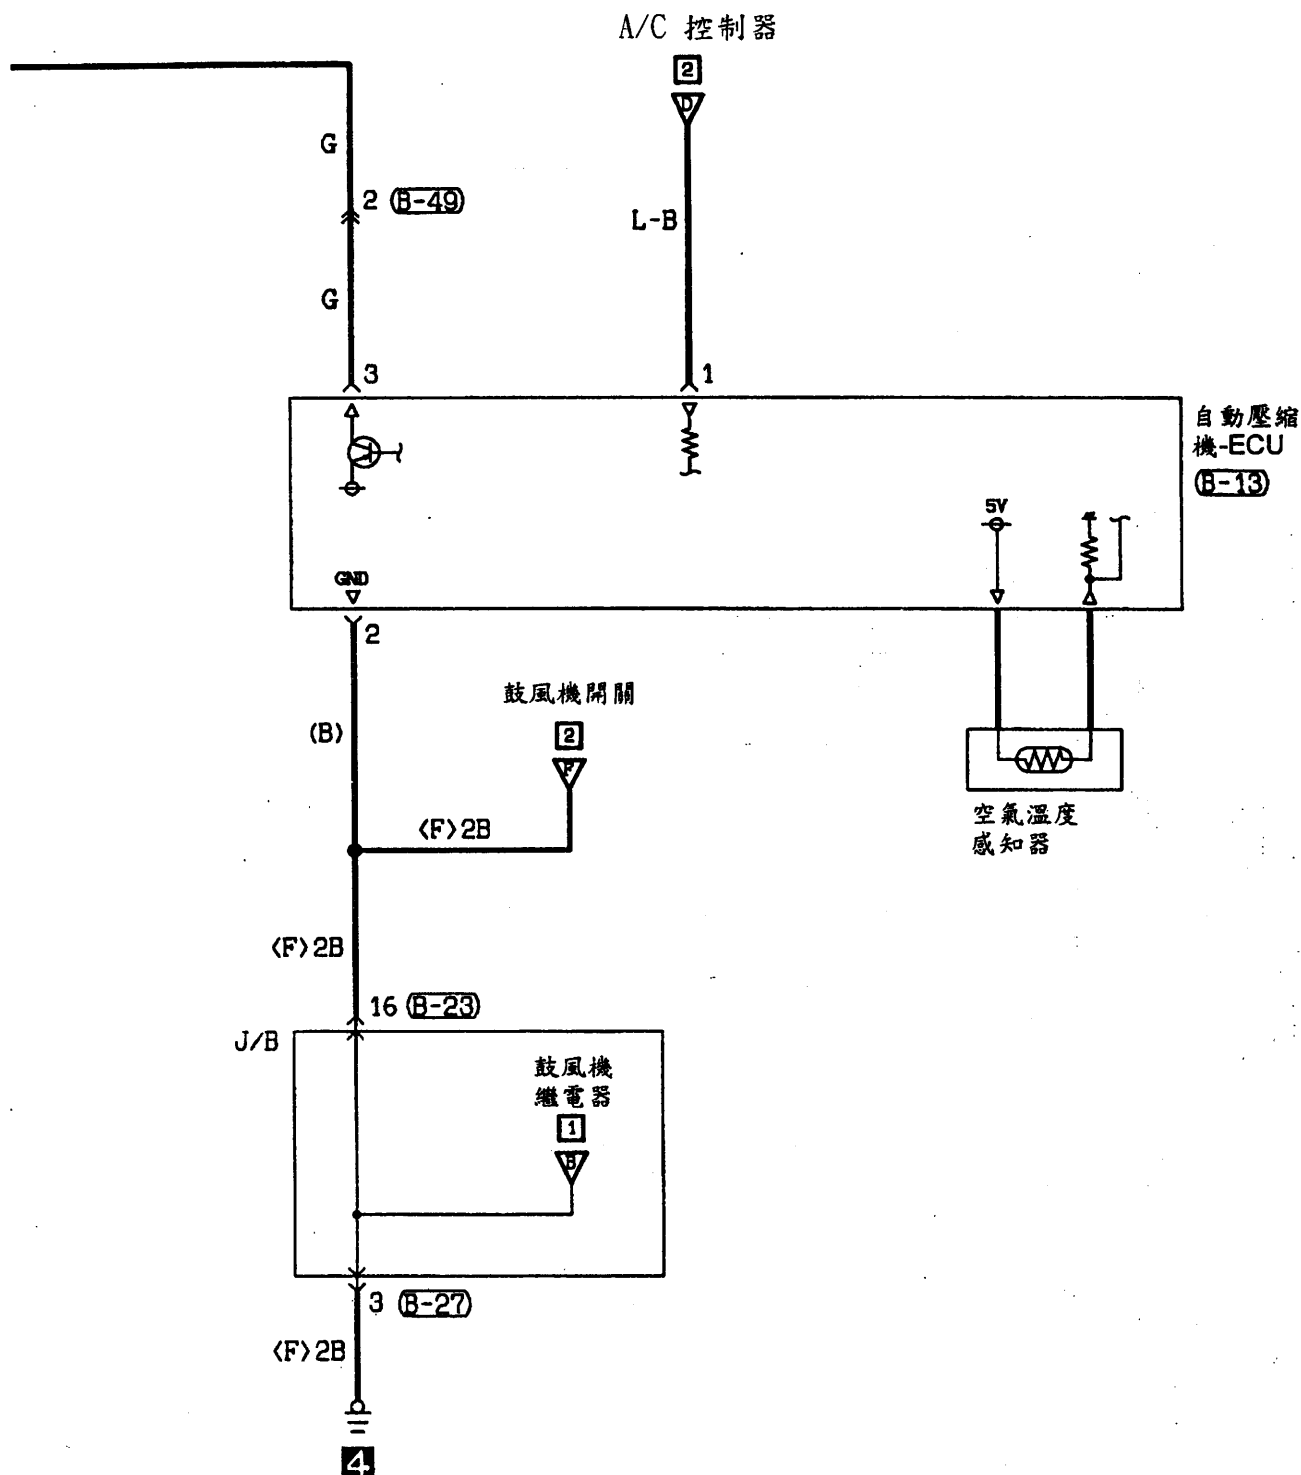 A/C 控制器
2
D
G
2 (B-49)
L-B
G
3
1
自動壓縮
機-ECU
(B-13)
5V
GND
2
鼓風機開關
(B)
2
F
<F>2B
空氣溫度
感知器
<F>2B
16 (B-23)
J/B
鼓風機
繼電器
1
B
3 (B-27)
<F>2B
4